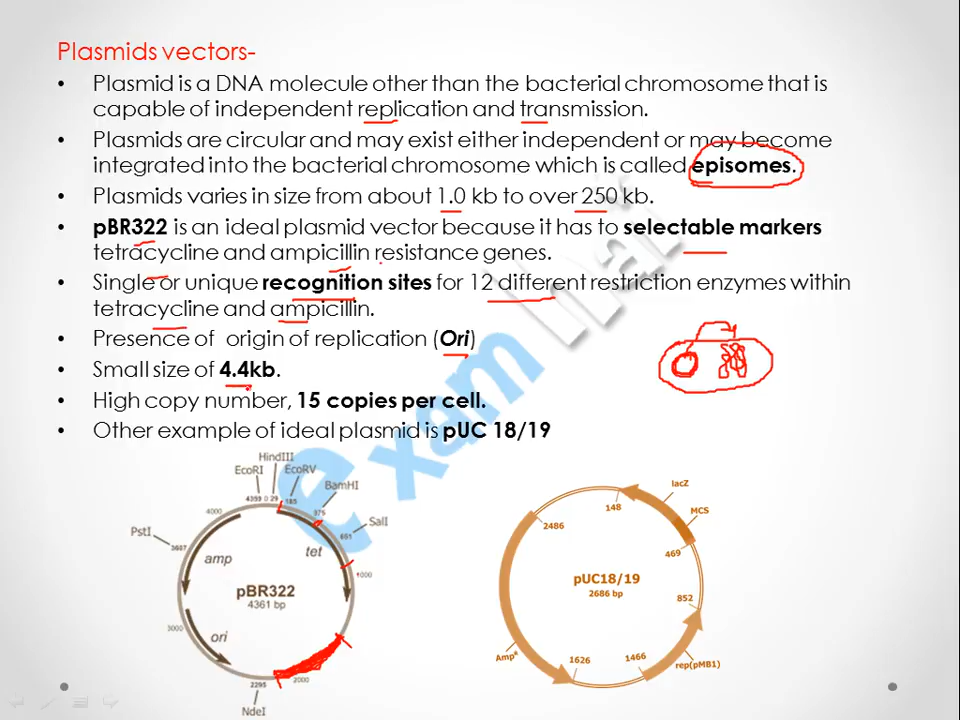 Plasmids vectors-
• Plasmid is a DNA molecule other than the bacterial chromosome that is
capable of independent replication and transmission.
• Plasmids are circular and may exist either independent or may become
integrated into the bacterial chromosome which is called episomes.
• Plasmids varies in size from about 1.0 kb to over 250 kb.
• pBR322 is an ideal plasmid vector because it has to selectable markers
tetracycline and ampicillin resistance genes.
• Single or unique recognition sites for 12 different restriction enzymes within
tetracycline and ampicillin.
• Presence of origin of replication (Ori)
• Small size of 4.4kb.
• High copy number, 15 copies per cell.
• Other example of ideal plasmid is pUC 18/19
examhai
HindIII
EcoRI EcoRV
4359 0 29 185
BamHI
375
SalI
651
4000
PstI
3607
amp
tet
1000
pBR322
4361 bp
3000
ori
2000
2295
NdeI
lacZ
148
MCS
2486
469
pUC18/19
2686 bp
852
AmpR
1626
1466
rep(pMB1)